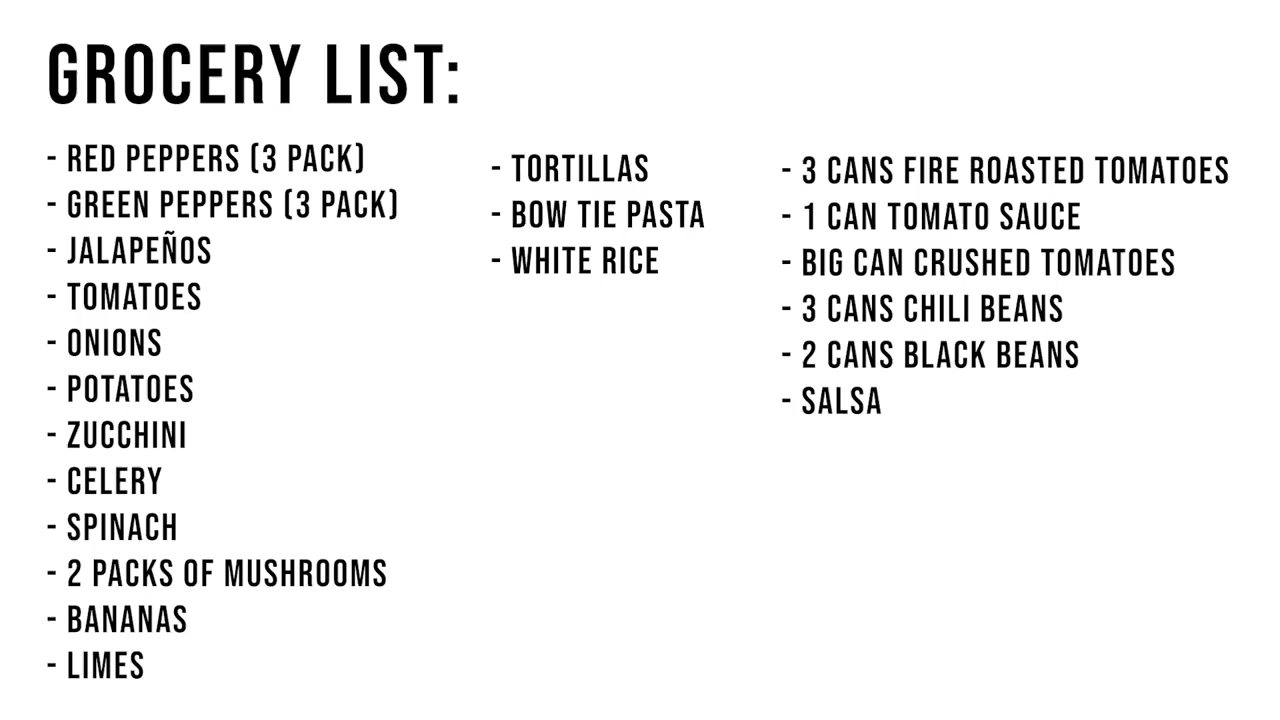 GROCERY LIST:
- RED PEPPERS (3 PACK)
- GREEN PEPPERS (3 PACK)
- JALAPEÑOS
- TOMATOES
- ONIONS
- POTATOES
- ZUCCHINI
- CELERY
- SPINACH
- 2 PACKS OF MUSHROOMS
- BANANAS
- LIMES
- TORTILLAS
- BOW TIE PASTA
- WHITE RICE
- 3 CANS FIRE ROASTED TOMATOES
- 1 CAN TOMATO SAUCE
- BIG CAN CRUSHED TOMATOES
- 3 CANS CHILI BEANS
- 2 CANS BLACK BEANS
- SALSA